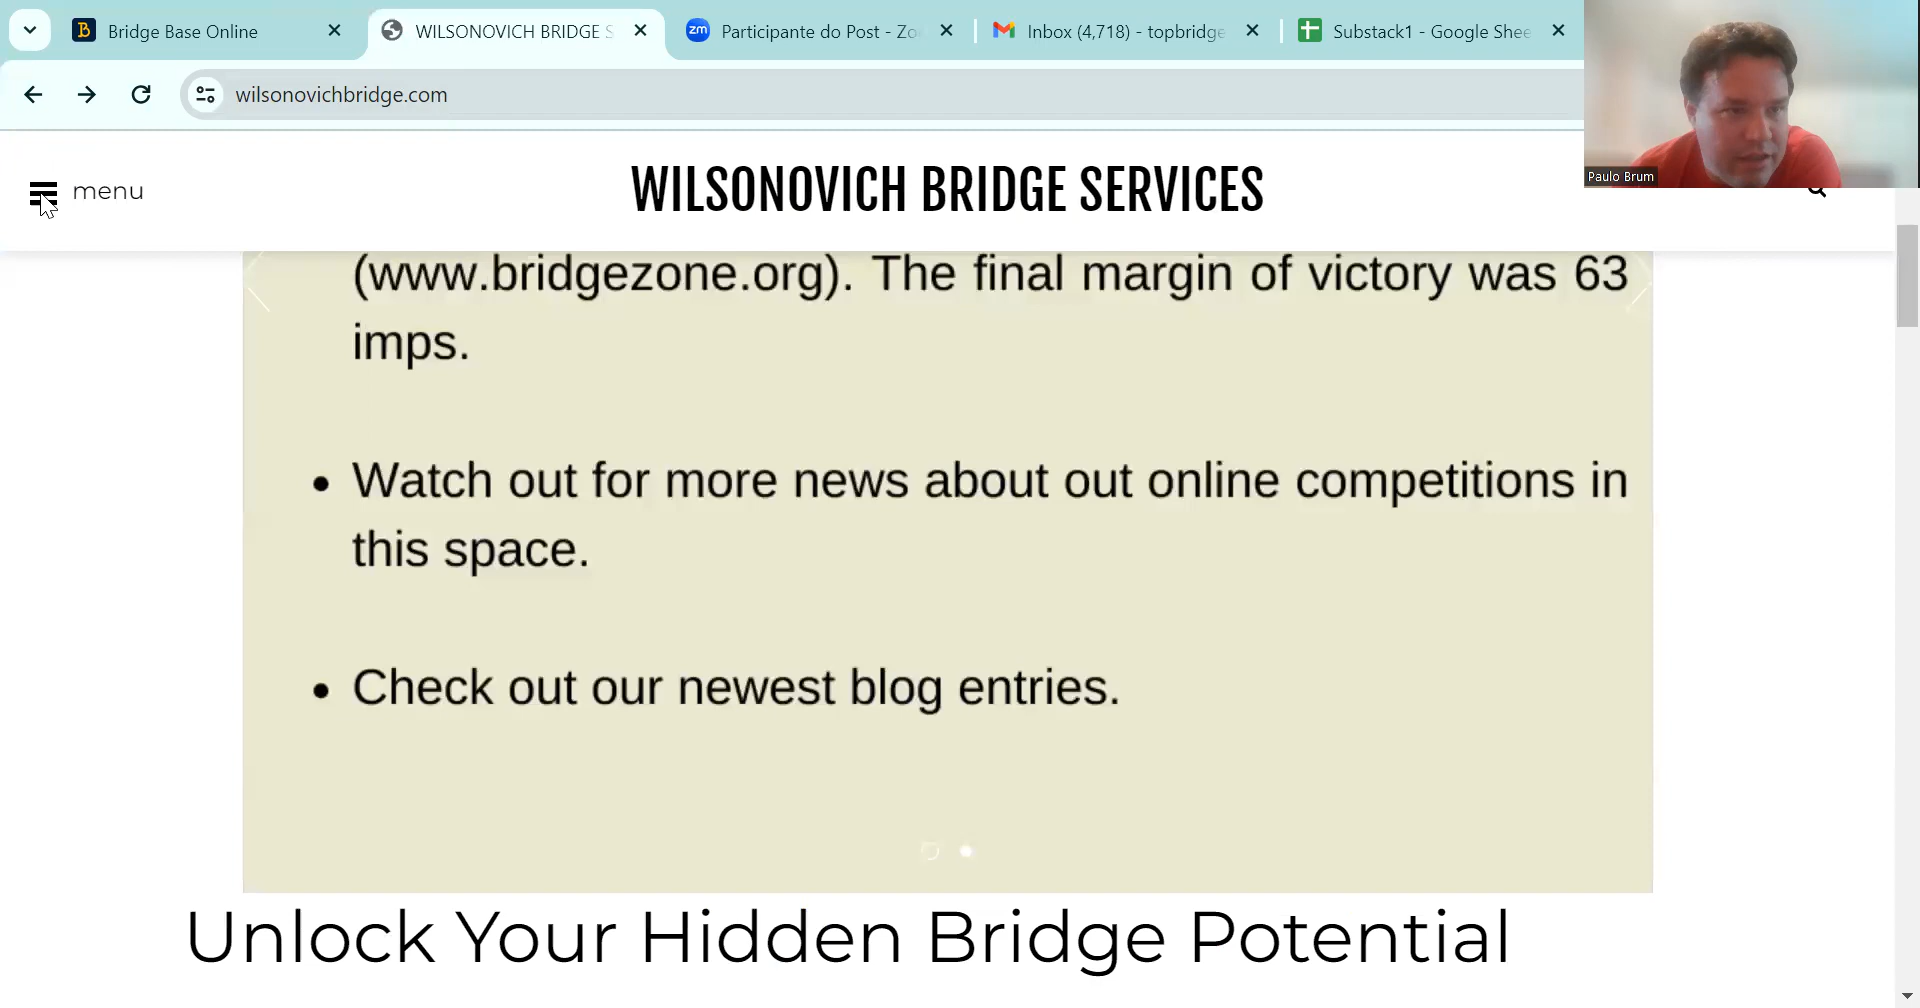 Bridge Base Online
WILSONOVICH BRIDGE S
Participante do Post - Zo
Inbox (4,718) - topbridge
Substack1 - Google Shee
wilsonovichbridge.com
Paulo Brum
menu
WILSONOVICH BRIDGE SERVICES
(www.bridgezone.org). The final margin of victory was 63
imps.
• Watch out for more news about out online competitions in
this space.
• Check out our newest blog entries.
Unlock Your Hidden Bridge Potential